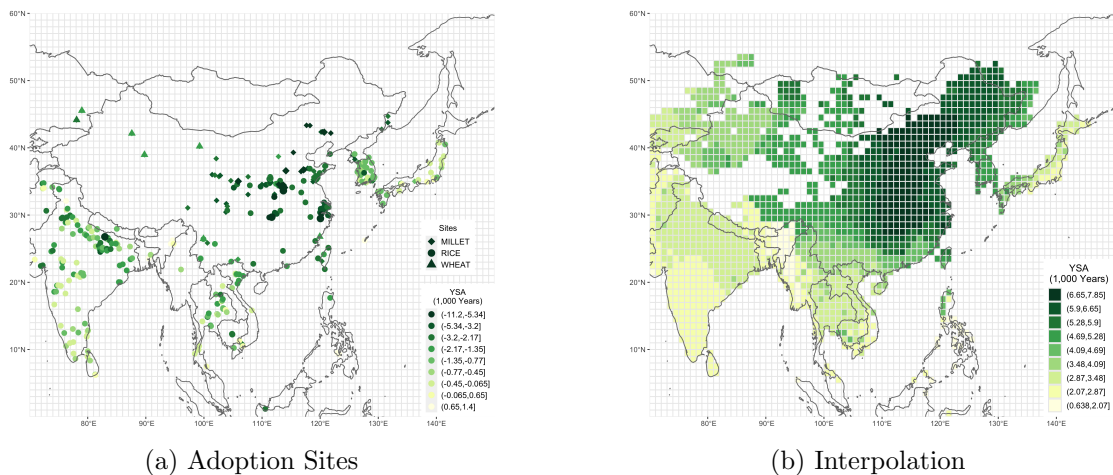 60°N
50°N
40°N
30°N
20°N
10°N
80°E
90°E
100°E
110°E
120°E
130°E
140°E
Sites
MILLET
RICE
WHEAT
YSA
(1,000 Years)
(-11.2,-5.34]
(-5.34,-3.2]
(-3.2,-2.17]
(-2.17,-1.35]
(-1.35,-0.77]
(-0.77,-0.45]
(-0.45,-0.065]
(-0.065,0.65]
(0.65,1.4]
(a) Adoption Sites
60°N
50°N
40°N
30°N
20°N
10°N
80°E
90°E
100°E
110°E
120°E
130°E
140°E
YSA
(1,000 Years)
(6.65,7.85]
(5.9,6.65]
(5.28,5.9]
(4.69,5.28]
(4.09,4.69]
(3.48,4.09]
(2.87,3.48]
(2.07,2.87]
(0.638,2.07]
(b) Interpolation